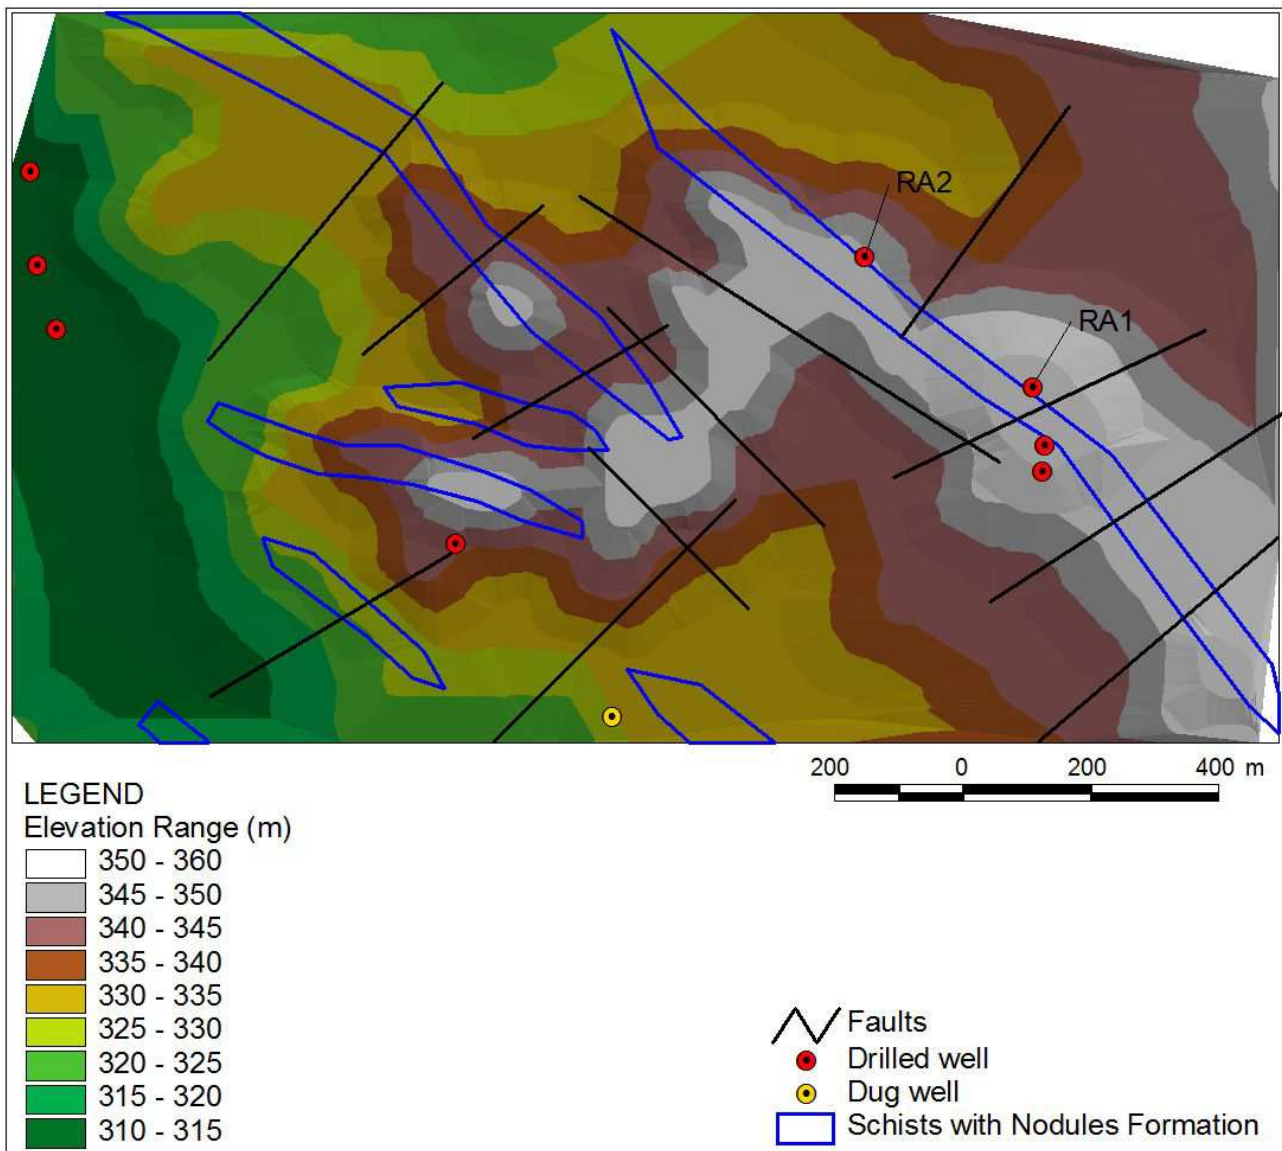 RA2
RA1
200 0 200 400 m
LEGEND
Elevation Range (m)
350 - 360
345 - 350
340 - 345
335 - 340
330 - 335
325 - 330
320 - 325
315 - 320
310 - 315
Faults
Drilled well
Dug well
Schists with Nodules Formation